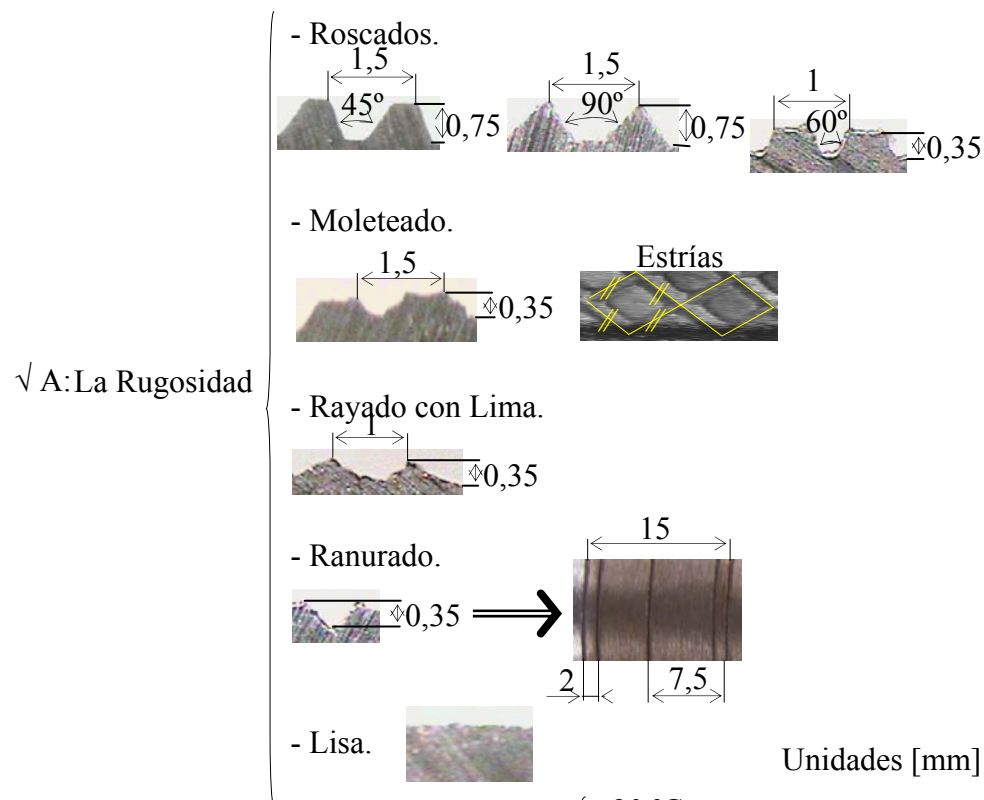 - Roscados.
1,5
1,5
1
45º
90º
60º
0,75
0,75
0,35
- Moleteado.
1,5
Estrías
0,35
√ A:La Rugosidad
- Rayado con Lima.
1
0,35
15
- Ranurado.
0,35
2
7,5
- Lisa.
Unidades [mm]